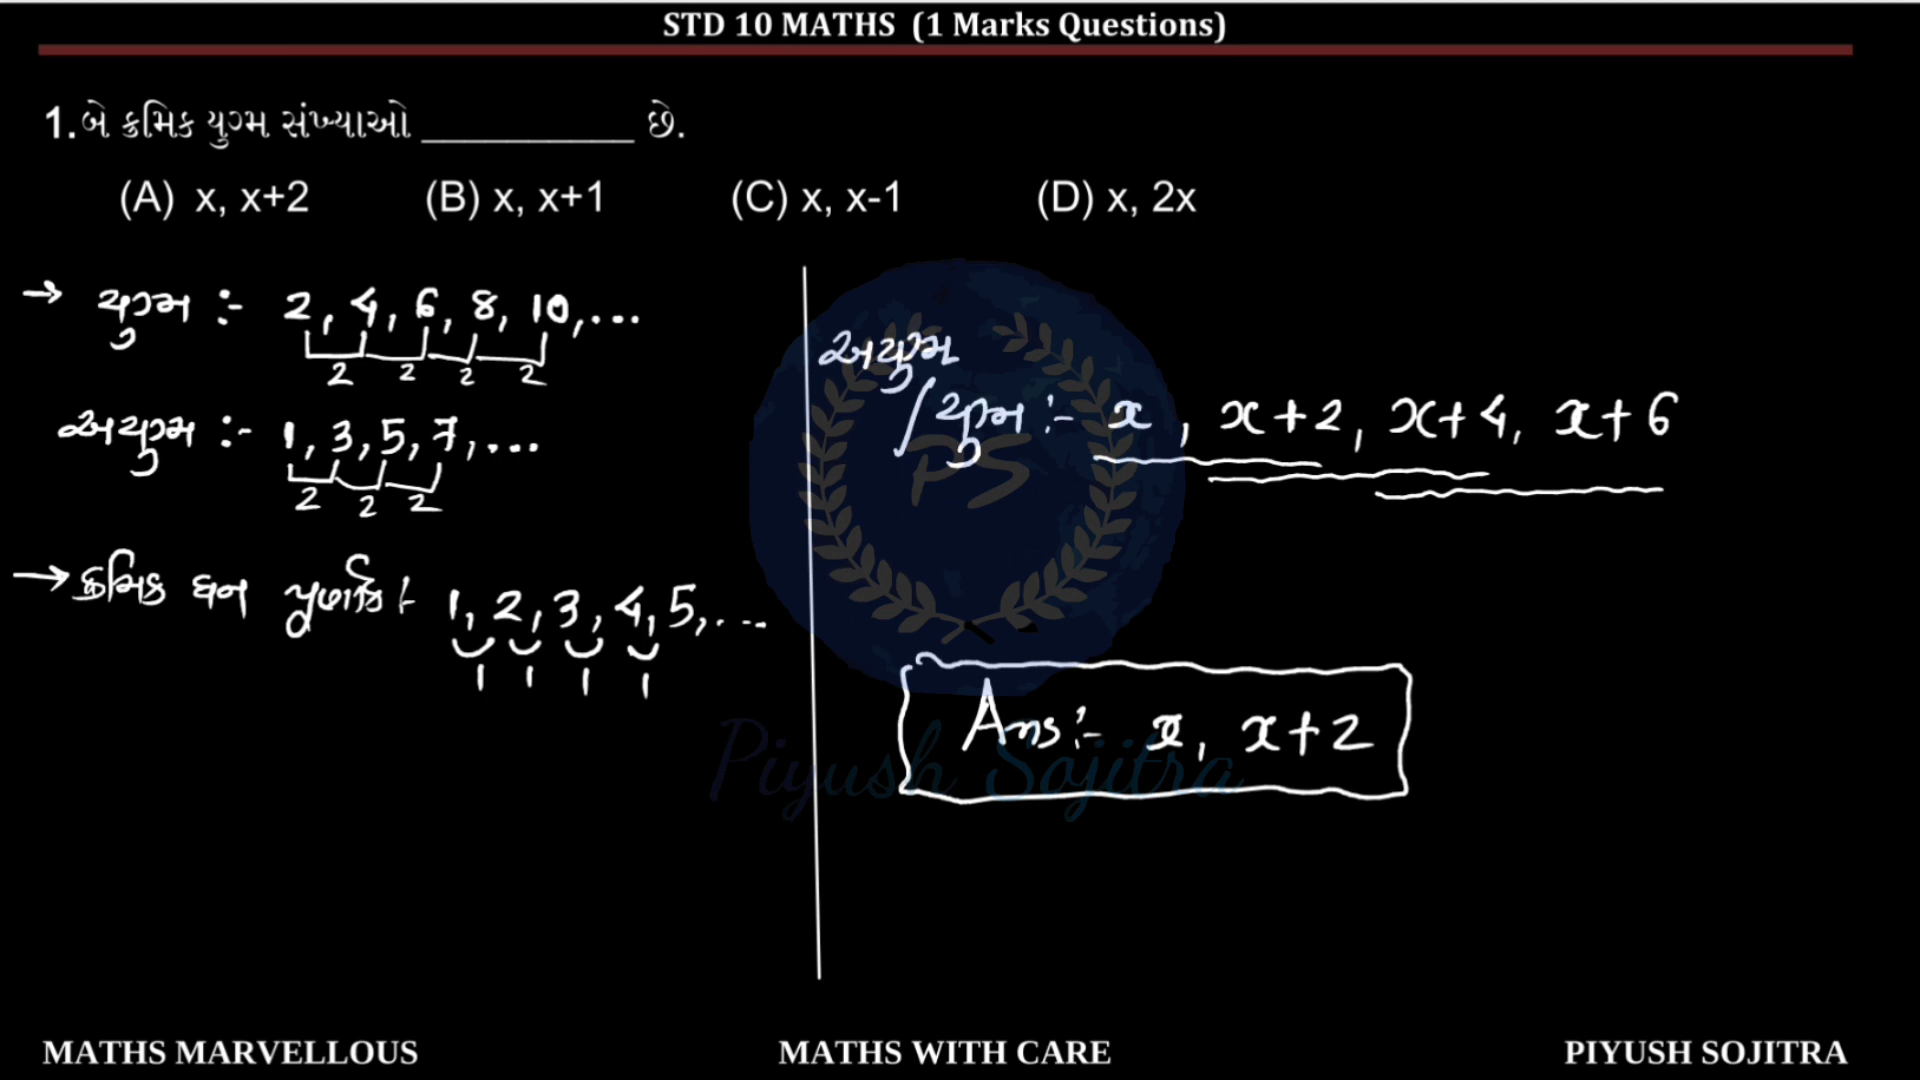 STD 10 MATHS (1 Marks Questions)
1. બે ક્રમિક યુગ્મ સંખ્યાઓ __________ છે.
(A) x, x+2 (B) x, x+1 (C) x, x-1 (D) x, 2x
→ યુગ્મ :- 2, 4, 6, 8, 10, ...
2 2 2 2
અયુગ્મ :- 1, 3, 5, 7, ...
2 2 2
→ ક્રમિક ધન પૂર્ણાંક :- 1, 2, 3, 4, 5, ...
1 1 1 1
અયુગ્મ
/યુગ્મ :- x, x+2, x+4, x+6
PS
Ans :- x, x+2
Piyush Sojitra
MATHS MARVELLOUS MATHS WITH CARE PIYUSH SOJITRA